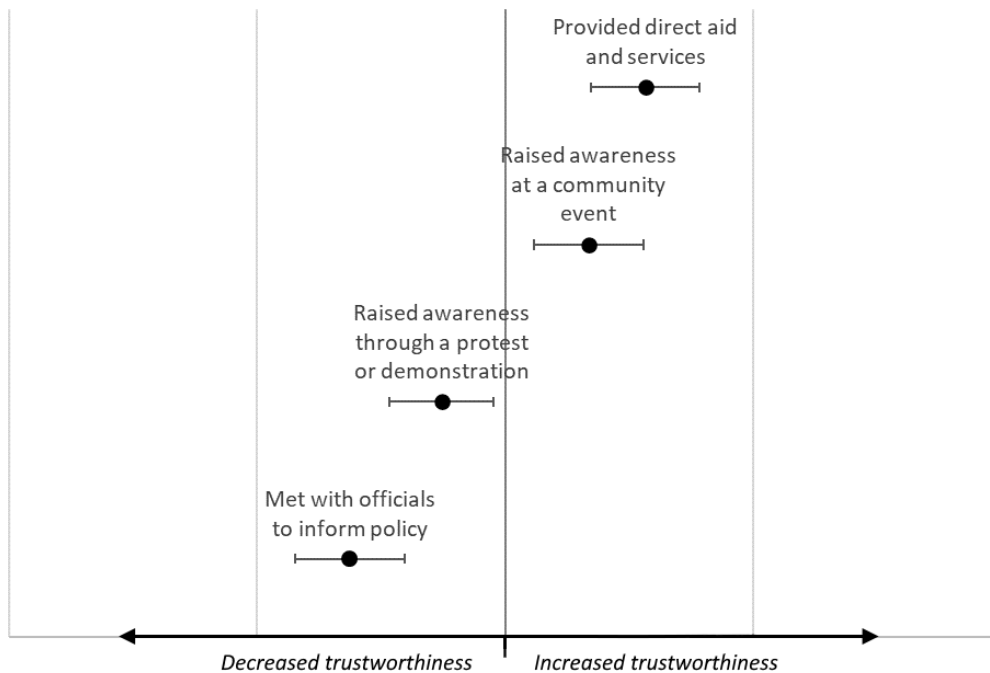 Provided direct aid
and services
Raised awareness
at a community
event
Raised awareness
through a protest
or demonstration
Met with officials
to inform policy
Decreased trustworthiness
Increased trustworthiness